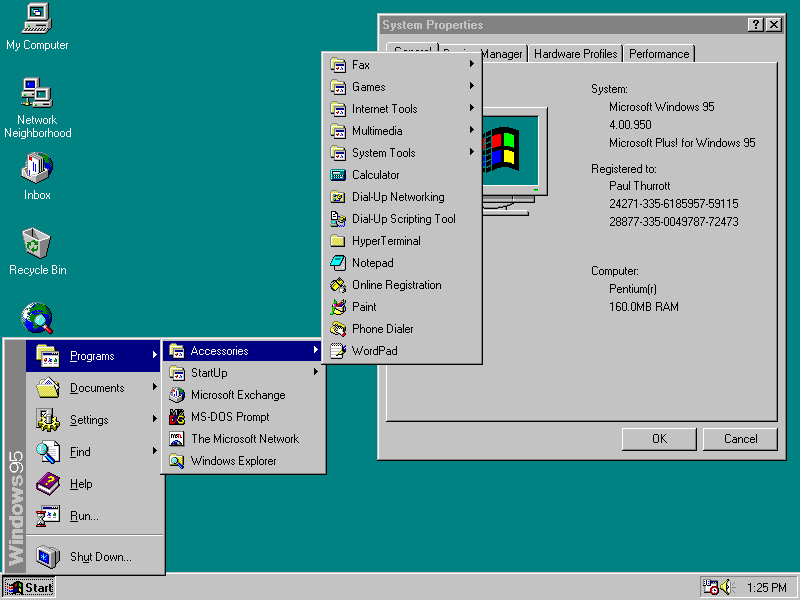 My Computer
Network
Neighborhood
Inbox
Recycle Bin
System Properties
Manager
Hardware Profiles
Performance
System:
Microsoft Windows 95
4.00.950
Microsoft Plus! for Windows 95
Registered to:
Paul Thurrott
24271-335-6185957-59115
28877-335-0049787-72473
Computer:
Pentium(r)
160.0MB RAM
OK
Cancel
Fax
Games
Internet Tools
Multimedia
System Tools
Calculator
Dial-Up Networking
Dial-Up Scripting Tool
HyperTerminal
Notepad
Online Registration
Paint
Phone Dialer
WordPad
Accessories
StartUp
Microsoft Exchange
MS-DOS Prompt
The Microsoft Network
Windows Explorer
Programs
Documents
Settings
Find
Help
Run...
Shut Down...
Windows95
Start
1:25 PM